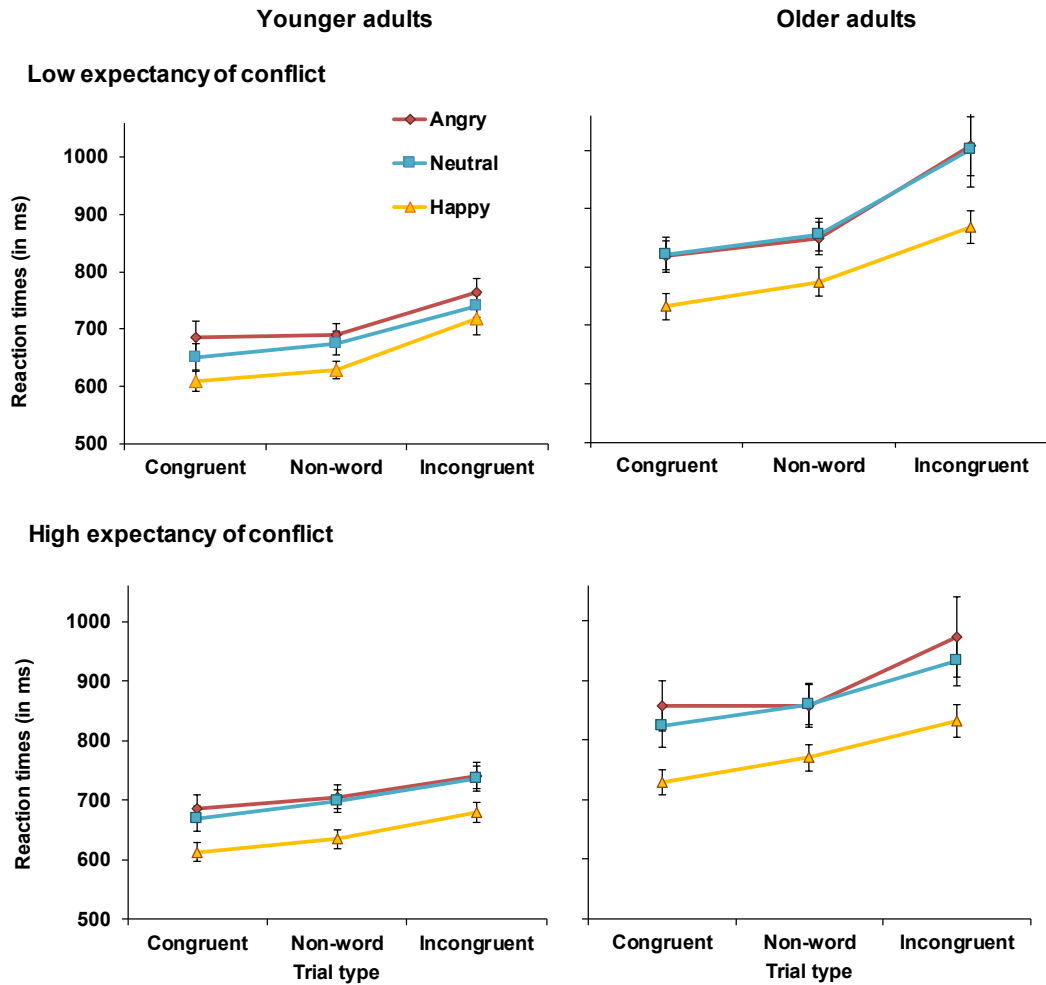 Younger adults
Older adults
Low expectancy of conflict
Angry
Neutral
Happy
Reaction times (in ms)
1000
900
800
700
600
500
Congruent Non-word Incongruent
Congruent Non-word Incongruent
High expectancy of conflict
Reaction times (in ms)
1000
900
800
700
600
500
Congruent Non-word Incongruent
Trial type
Congruent Non-word Incongruent
Trial type